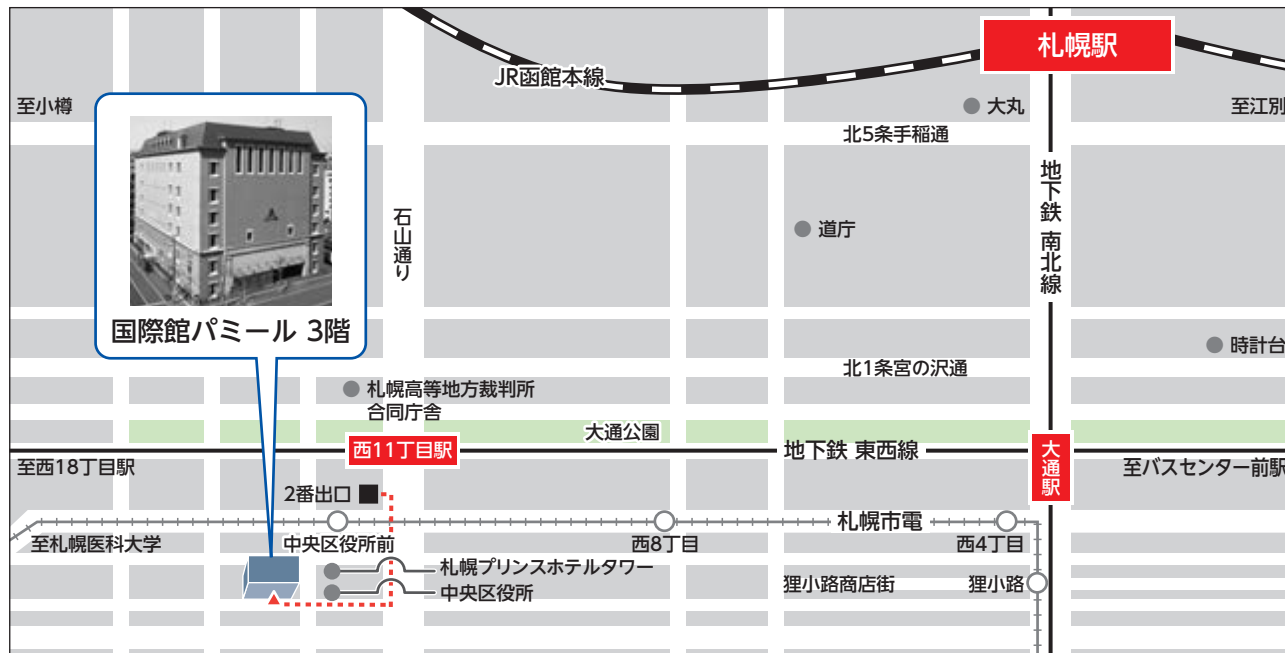 札幌駅
JR函館本線
至小樽
大丸
至江別
北5条手稲通
地下鉄 南北線
石山通り
道庁
国際館パミール 3階
時計台
北1条宮の沢通
札幌高等地方裁判所
合同庁舎
大通公園
西11丁目駅
地下鉄 東西線
大通駅
至西18丁目駅
至バスセンター前駅
2番出口
札幌市電
至札幌医科大学
中央区役所前
西8丁目
西4丁目
札幌プリンスホテルタワー
中央区役所
狸小路商店街
狸小路